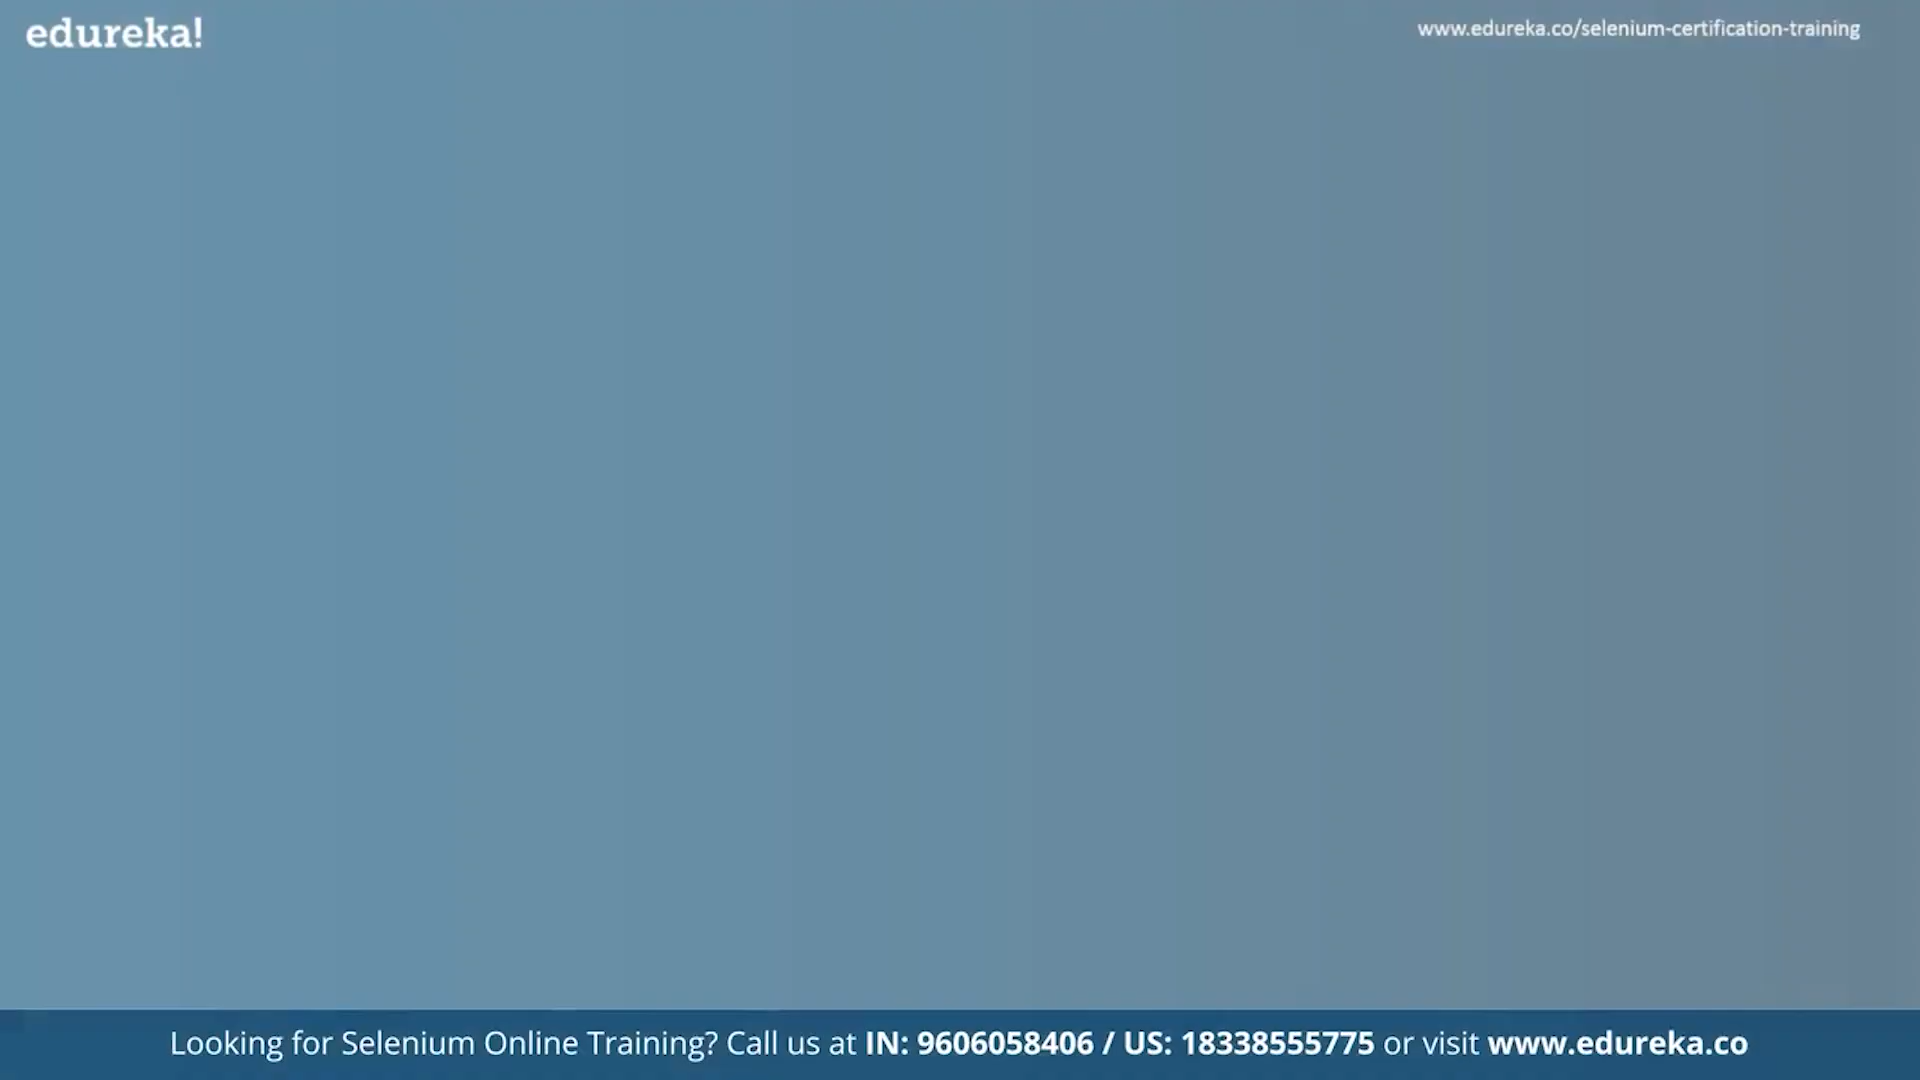 edureka!
www.edureka.co/selenium-certification-training
Looking for Selenium Online Training? Call us at IN: 9606058406 / US: 18338555775 or visit www.edureka.co